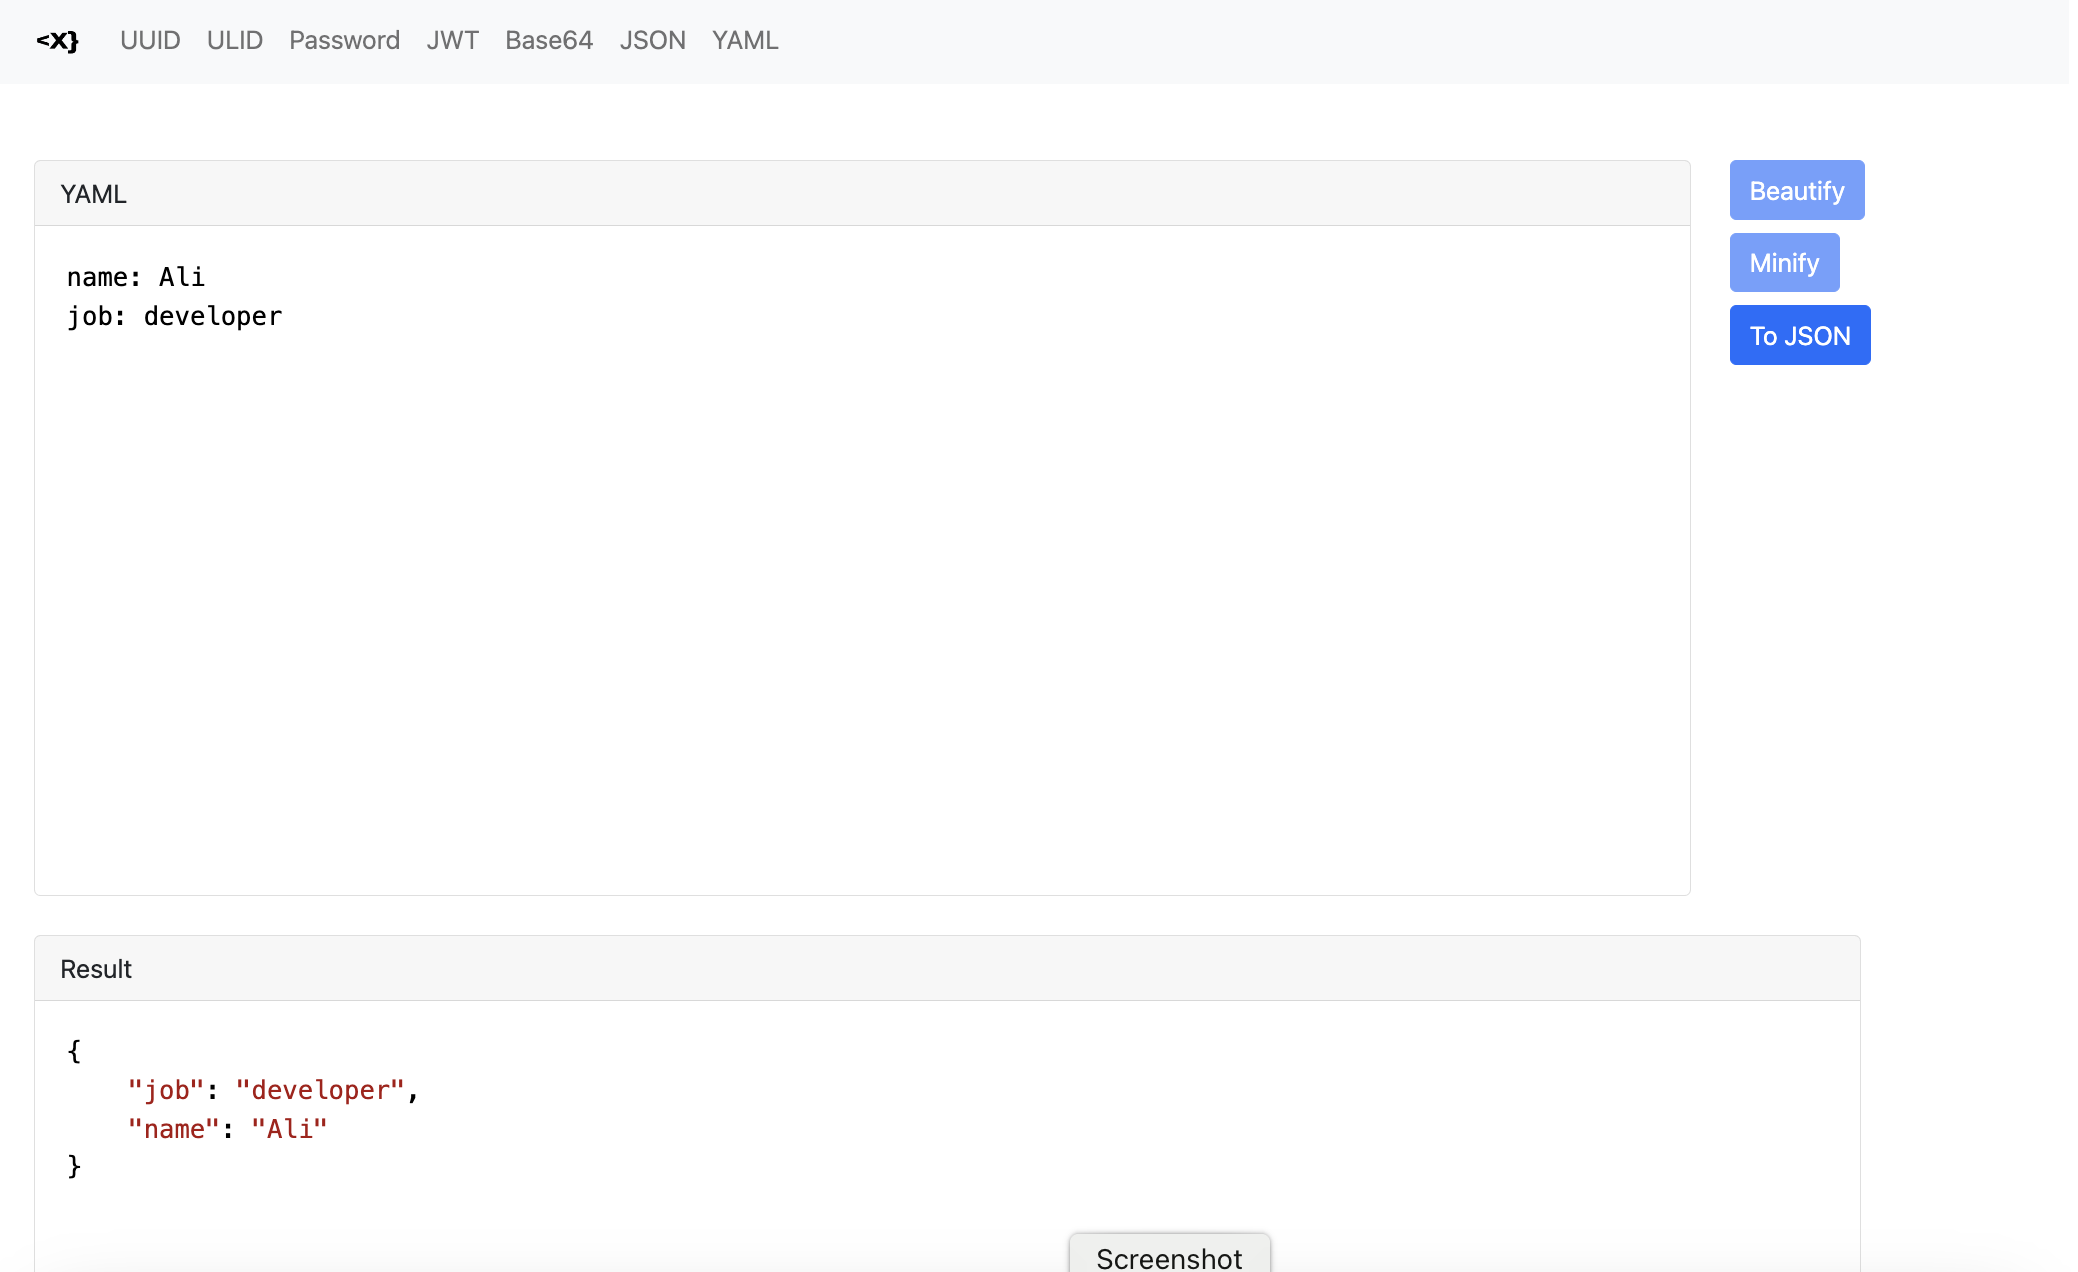 <X} UUID ULID Password JWT Base64 JSON YAML
YAML
Beautify
name: Ali
Minify
job: developer
To JSON
Result
{
    "job": "developer",
    "name": "Ali"
}
Screenshot